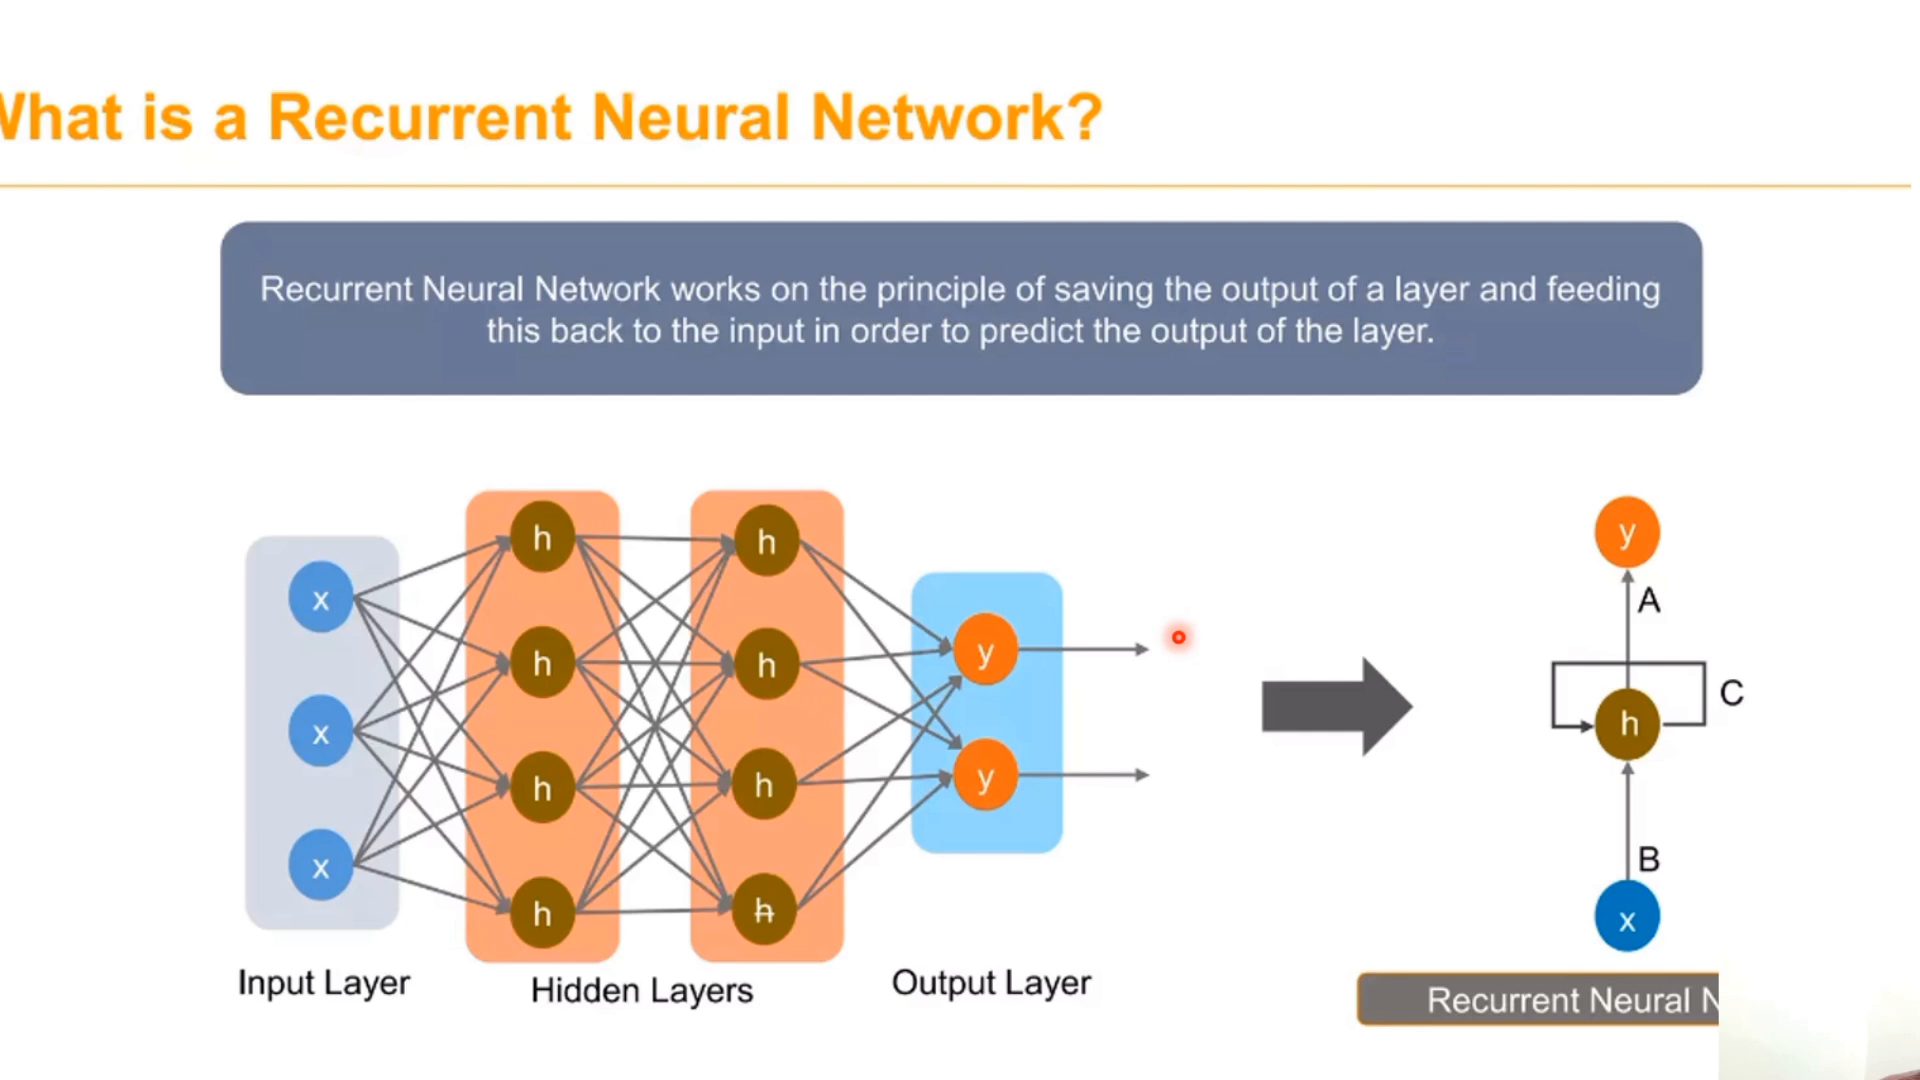 What is a Recurrent Neural Network?
Recurrent Neural Network works on the principle of saving the output of a layer and feeding
this back to the input in order to predict the output of the layer.
x
x
x
h
h
h
h
h
h
h
h
y
y
Input Layer
Hidden Layers
Output Layer
y
A
h
C
B
x
Recurrent Neural N